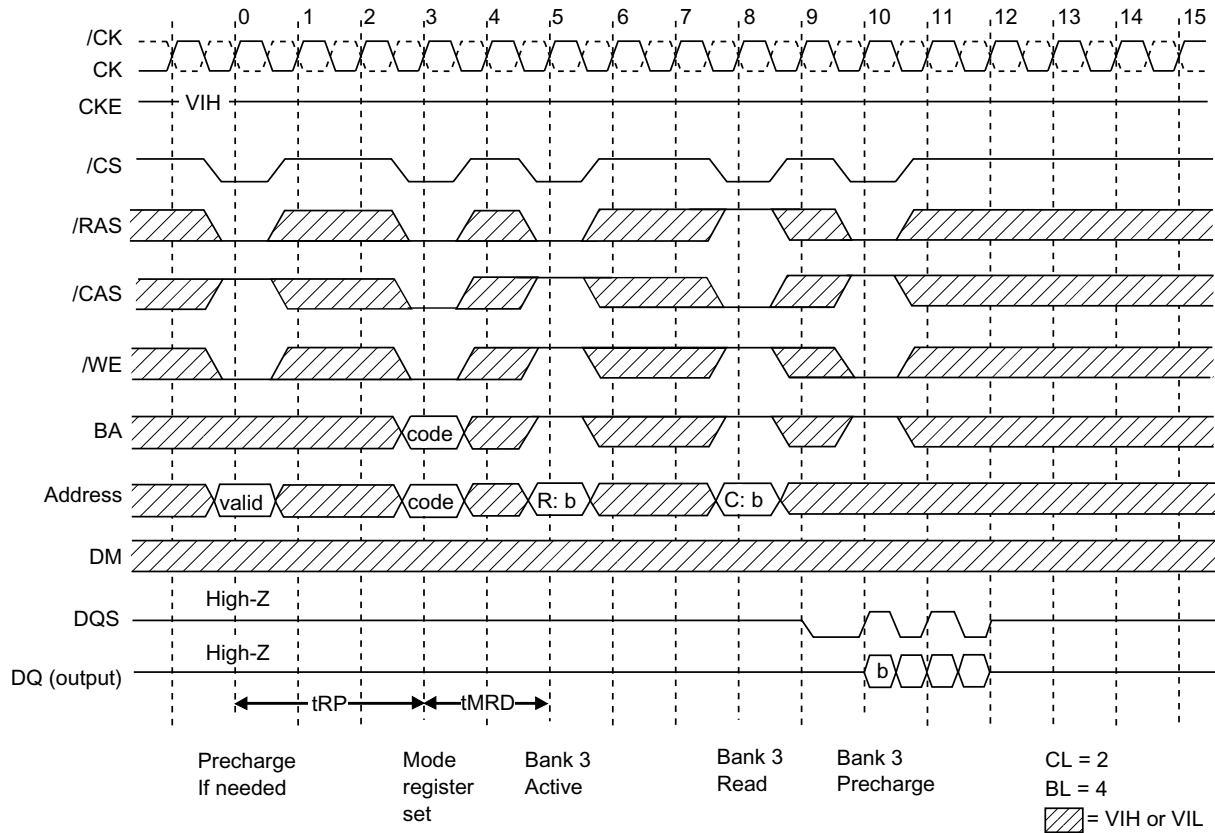 0 1 2 3 4 5 6 7 8 9 10 11 12 13 14 15
/CK
CK
CKE VIH
/CS
/RAS
/CAS
/WE
BA code
Address valid code R: b C: b
DM
High-Z
DQS
High-Z
DQ (output) b
tRP tMRD
Precharge
If needed
Mode
register
set
Bank 3
Active
Bank 3
Read
Bank 3
Precharge
CL = 2
BL = 4
= VIH or VIL